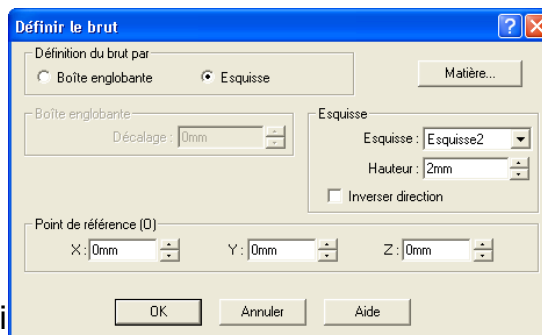 Définir le brut
Définition du brut par
Boîte englobante Esquisse
Matière...
Boîte englobante
Décalage : 0mm
Esquisse
Esquisse : Esquisse2
Hauteur : 2mm
Inverser direction
Point de référence (O)
X : 0mm Y : 0mm Z : 0mm
OK Annuler Aide
i